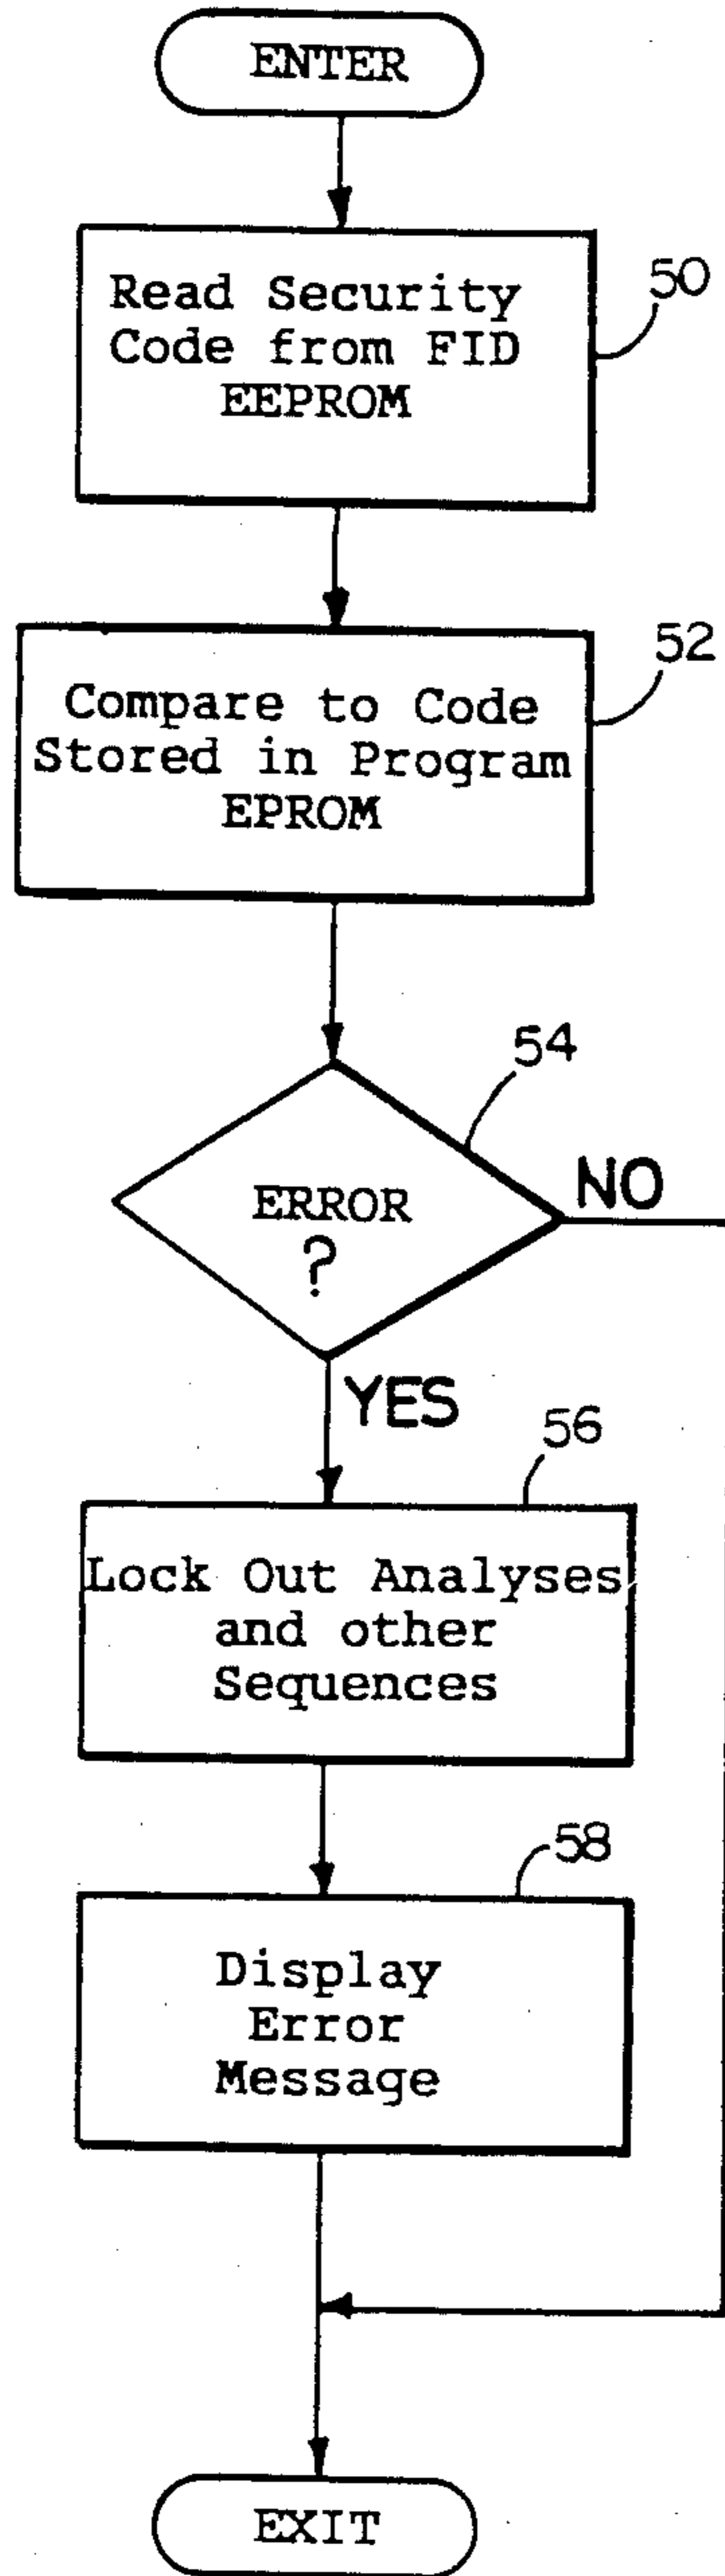 ENTER
Read Security
Code from FID
EEPROM
50
Compare to Code
Stored in Program
EPROM
52
54
ERROR
?
NO
YES
56
Lock Out Analyses
and other
Sequences
58
Display
Error
Message
EXIT